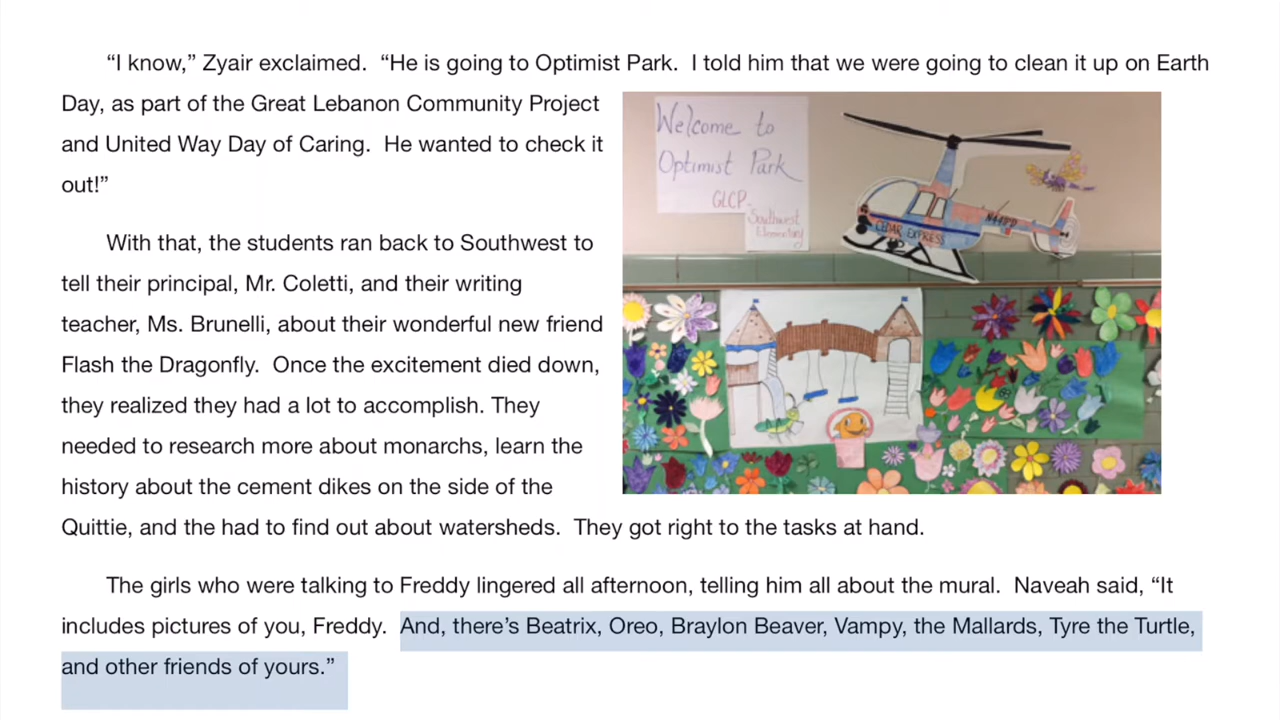 “I know,” Zyair exclaimed.  “He is going to Optimist Park.  I told him that we were going to clean it up on Earth
Day, as part of the Great Lebanon Community Project
and United Way Day of Caring.  He wanted to check it
out!”
With that, the students ran back to Southwest to
tell their principal, Mr. Coletti, and their writing
teacher, Ms. Brunelli, about their wonderful new friend
Flash the Dragonfly.  Once the excitement died down,
they realized they had a lot to accomplish. They
needed to research more about monarchs, learn the
history about the cement dikes on the side of the
Quittie, and the had to find out about watersheds.  They got right to the tasks at hand.
The girls who were talking to Freddy lingered all afternoon, telling him all about the mural.  Naveah said, “It
includes pictures of you, Freddy.  And, there’s Beatrix, Oreo, Braylon Beaver, Vampy, the Mallards, Tyre the Turtle,
and other friends of yours.”
Welcome to
Optimist Park
GLCP
Southwest
Elementary
CEDAR EXPRESS